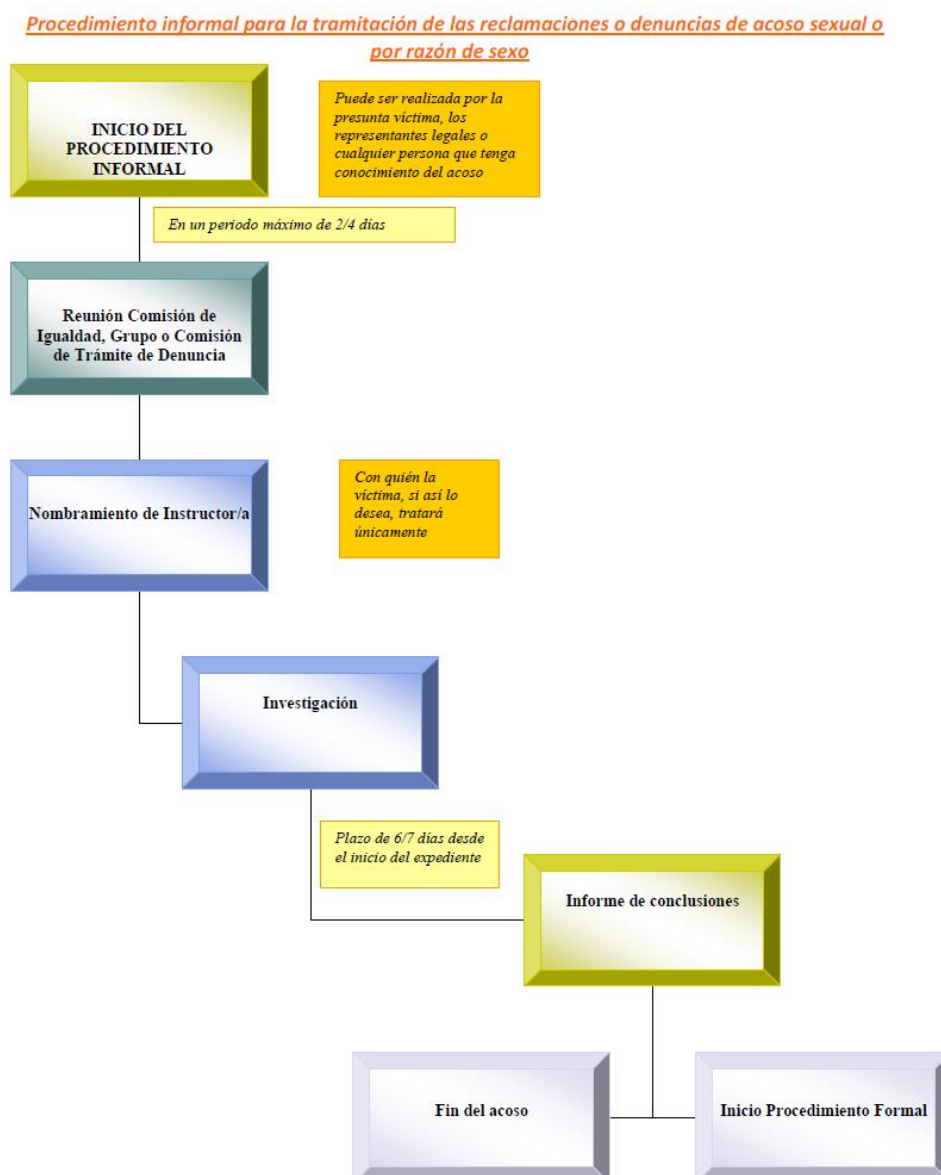 Procedimiento informal para la tramitación de las reclamaciones o denuncias de acoso sexual o
por razón de sexo
INICIO DEL
PROCEDIMIENTO
INFORMAL
Puede ser realizada por la
presunta víctima, los
representantes legales o
cualquier persona que tenga
conocimiento del acoso
En un periodo máximo de 2/4 días
Reunión Comisión de
Igualdad, Grupo o Comisión
de Trámite de Denuncia
Nombramiento de Instructor/a
Con quién la
víctima, si así lo
desea, tratará
únicamente
Investigación
Plazo de 6/7 días desde
el inicio del expediente
Informe de conclusiones
Fin del acoso
Inicio Procedimiento Formal